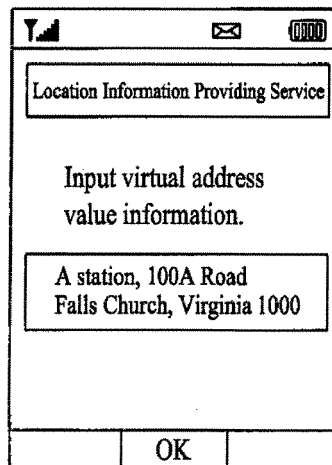 Location Information Providing Service
Input virtual address
value information.
A station, 100A Road
Falls Church, Virginia 1000
OK